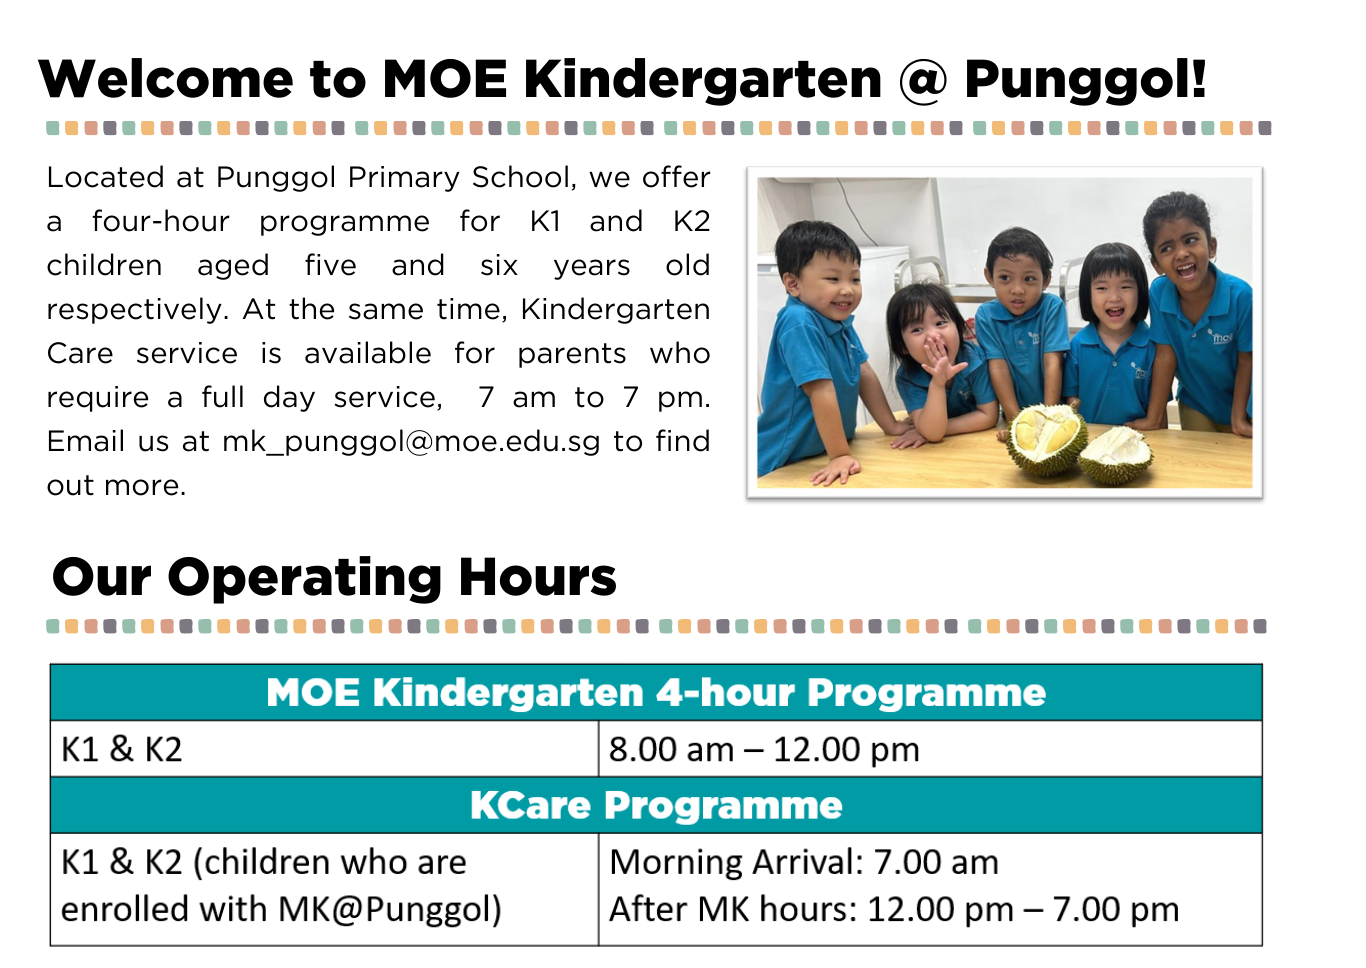 Welcome to MOE Kindergarten @ Punggol!
Located at Punggol Primary School, we offer
a four-hour programme for K1 and K2
children aged five and six years old
respectively. At the same time, Kindergarten
Care service is available for parents who
require a full day service, 7 am to 7 pm.
Email us at mk_punggol@moe.edu.sg to find
out more.
Our Operating Hours
MOE Kindergarten 4-hour Programme
K1 & K2
8.00 am – 12.00 pm
KCare Programme
K1 & K2 (children who are
enrolled with MK@Punggol)
Morning Arrival: 7.00 am
After MK hours: 12.00 pm – 7.00 pm